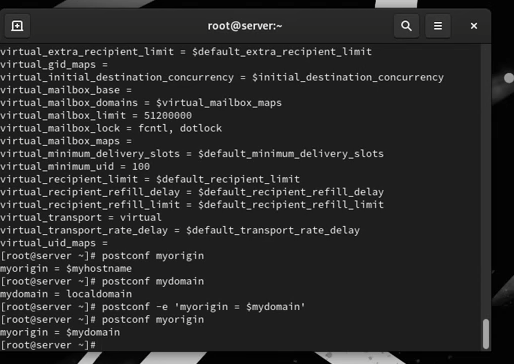 root@server:~
virtual_extra_recipient_limit = $default_extra_recipient_limit
virtual_gid_maps =
virtual_initial_destination_concurrency = $initial_destination_concurrency
virtual_mailbox_base =
virtual_mailbox_domains = $virtual_mailbox_maps
virtual_mailbox_limit = 51200000
virtual_mailbox_lock = fcntl, dotlock
virtual_mailbox_maps =
virtual_minimum_delivery_slots = $default_minimum_delivery_slots
virtual_minimum_uid = 100
virtual_recipient_limit = $default_recipient_limit
virtual_recipient_refill_delay = $default_recipient_refill_delay
virtual_recipient_refill_limit = $default_recipient_refill_limit
virtual_transport = virtual
virtual_transport_rate_delay = $default_transport_rate_delay
virtual_uid_maps =
[root@server ~]# postconf myorigin
myorigin = $myhostname
[root@server ~]# postconf mydomain
mydomain = localdomain
[root@server ~]# postconf -e 'myorigin = $mydomain'
[root@server ~]# postconf myorigin
myorigin = $mydomain
[root@server ~]#